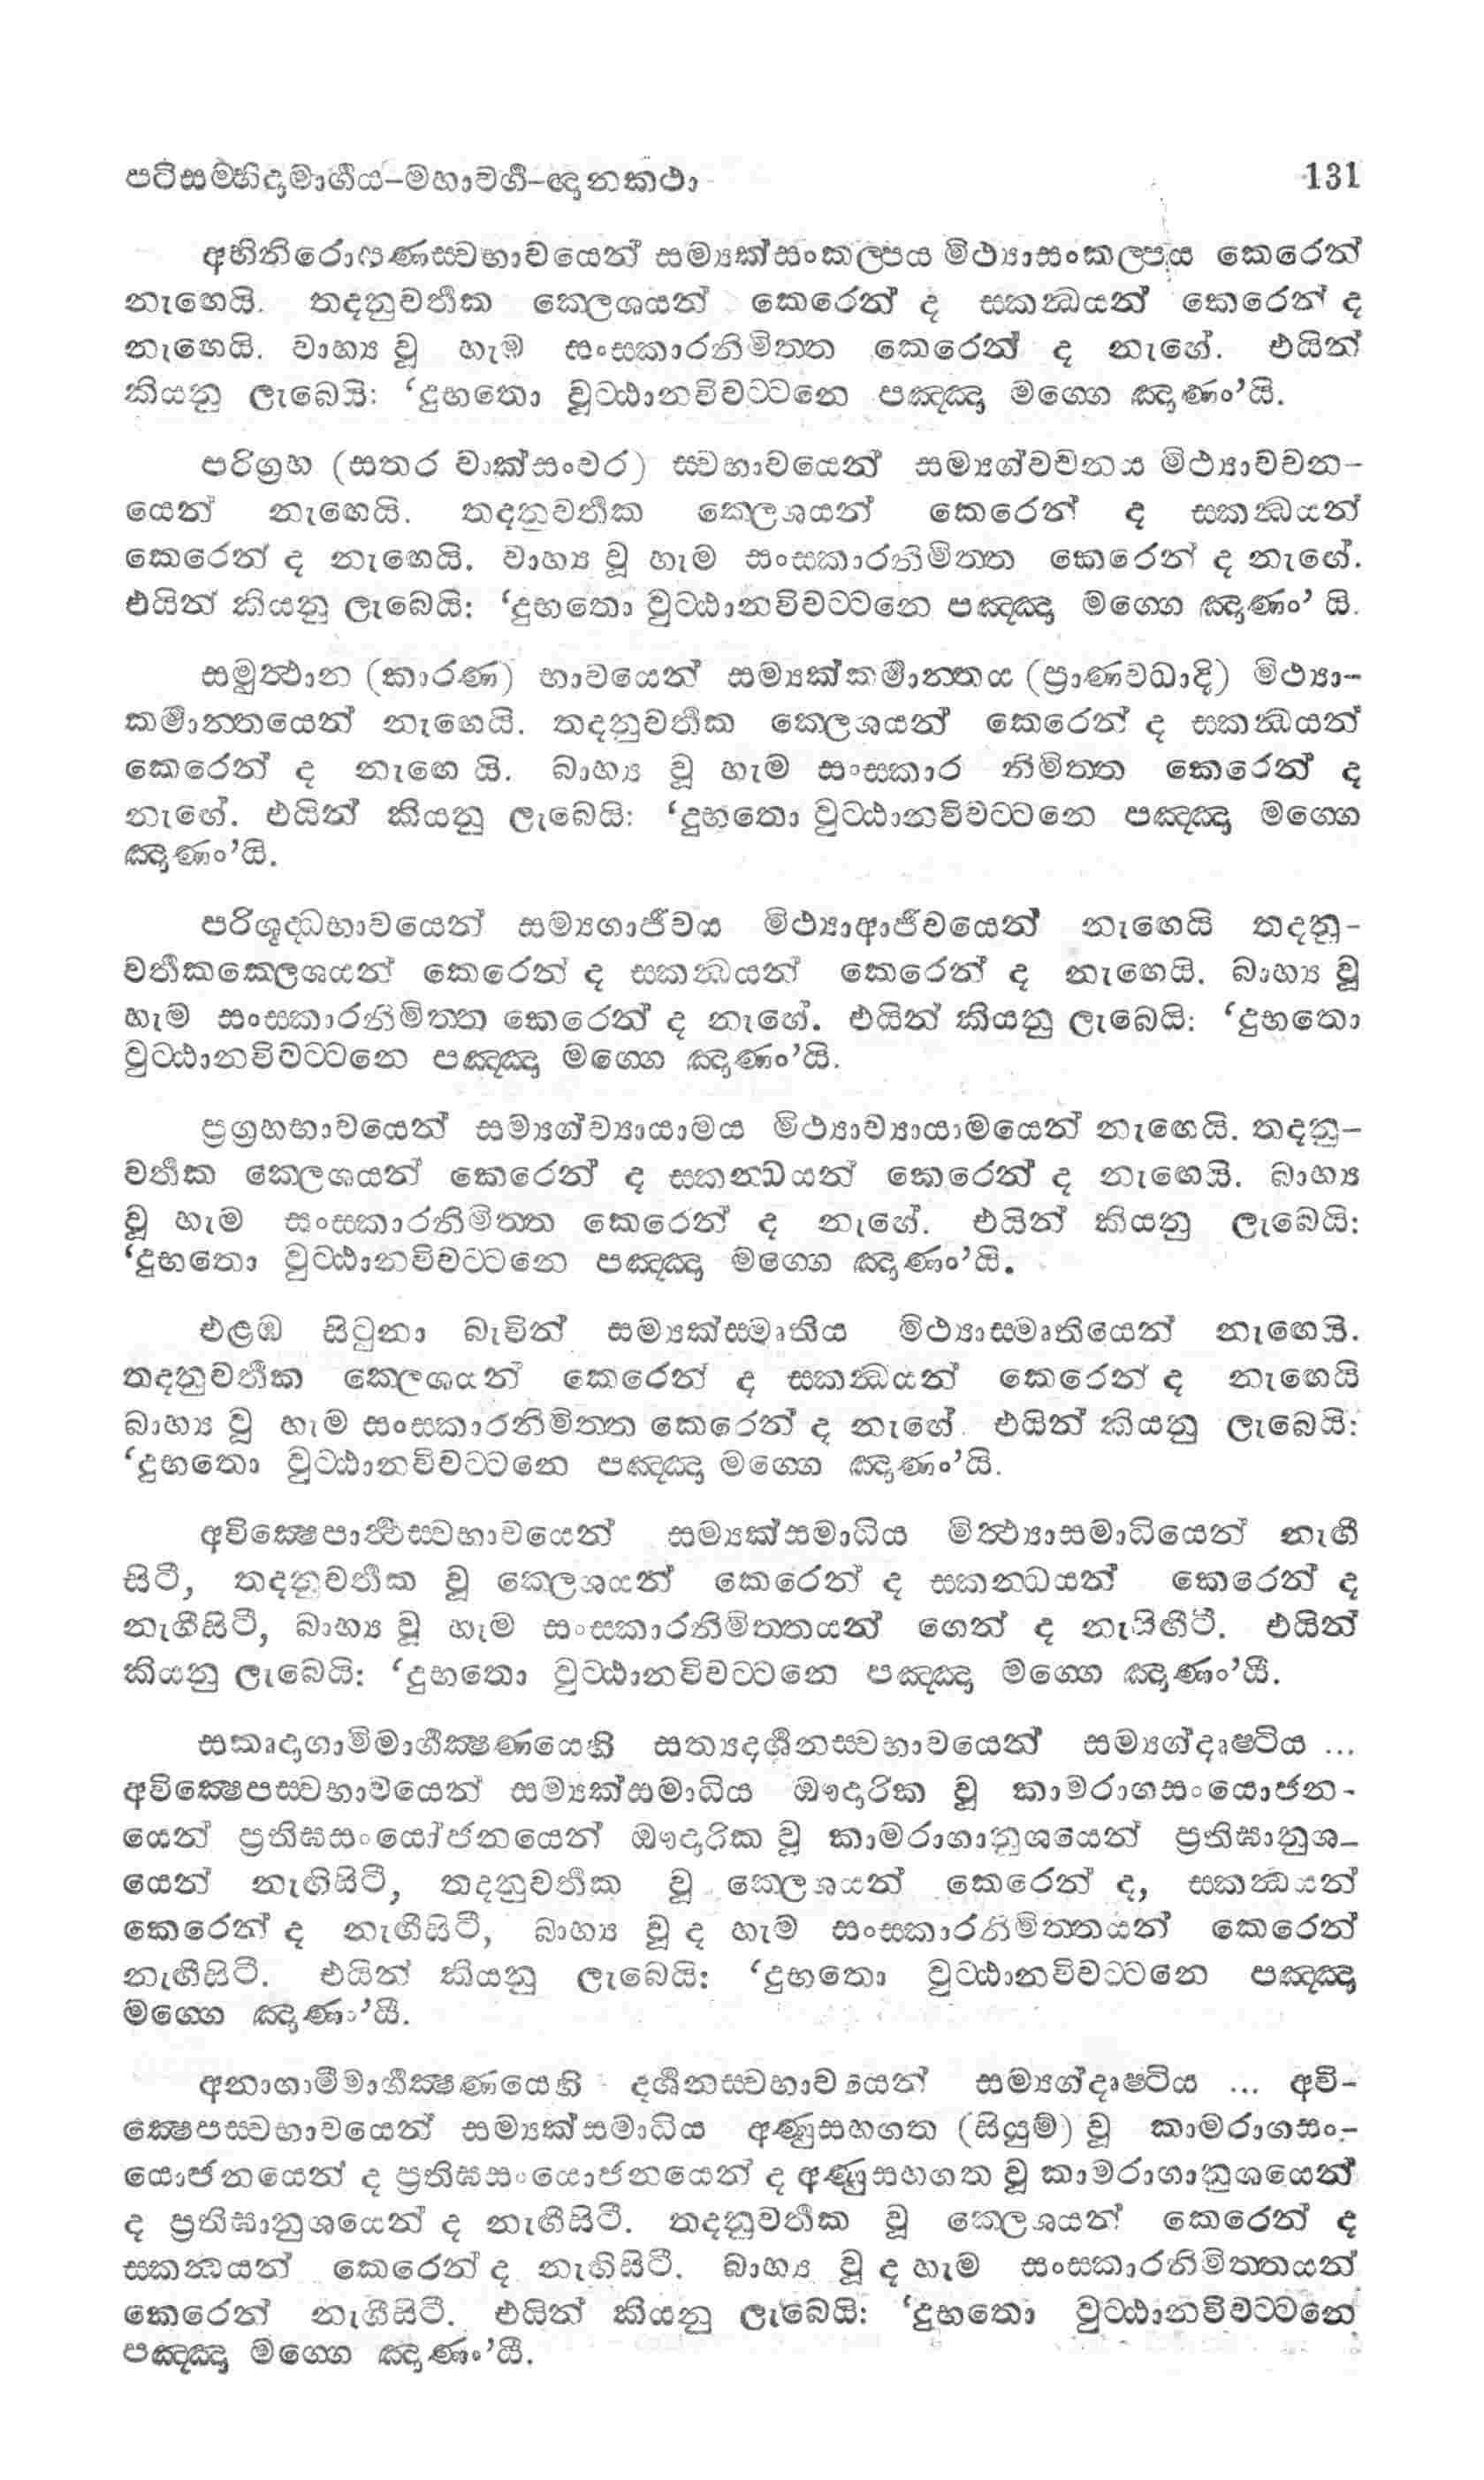 පටිසම්භිදාමාර්ගය–මහාවර්ග–ඥානකථා 131
අභිනිරොපණස්වභාවයෙන් සම්‍යක්සංකල්පය මිථ්‍යාසංකල්පය කෙරෙන්
නැඟෙයි. තදනුවර්තක ක්ලේශයන් කෙරෙන් ද ස්කන්ධයන් කෙරෙන් ද
නැඟෙයි. වාහ්‍ය වූ හැම සංස්කාරනිමිත්ත කෙරෙන් ද නැඟේ. එයින්
කියනු ලැබෙයි: ‘දුභතො වුට්ඨානවිවට්ටනෙ පඤ්ඤා මග්ගෙ ඤාණං’යි.
පරිග්‍රහ (සතර වාක්සංවර) ස්වභාවයෙන් සම්‍යග්වචනය මිථ්‍යාවචන-
යෙන් නැඟෙයි. තදනුවර්තක ක්ලේශයන් කෙරෙන් ද ස්කන්ධයන්
කෙරෙන් ද නැඟෙයි. වාහ්‍ය වූ හැම සංස්කාරනිමිත්ත කෙරෙන් ද නැඟේ.
එයින් කියනු ලැබෙයි: ‘දුභතො වුට්ඨානවිවට්ටනෙ පඤ්ඤා මග්ගෙ ඤාණං’ යි.
සමුත්ථාන (කාරණ) භාවයෙන් සම්‍යක්කර්මාන්තය (ප්‍රාණවධාදි) මිථ්‍යා-
කර්මාන්තයෙන් නැඟෙයි. තදනුවර්තක ක්ලේශයන් කෙරෙන් ද ස්කන්ධයන්
කෙරෙන් ද නැඟෙ යි. බාහ්‍ය වූ හැම සංස්කාර නිමිත්ත කෙරෙන් ද
නැඟේ. එයින් කියනු ලැබෙයි: ‘දුභතො වුට්ඨානවිවට්ටනෙ පඤ්ඤා මග්ගෙ
ඤාණං’යි.
පරිශුද්ධභාවයෙන් සම්‍යගාජීවය මිථ්‍යාආජීවයෙන් නැඟෙයි තදනු-
වර්තකක්ලේශයන් කෙරෙන් ද ස්කන්ධයන් කෙරෙන් ද නැඟෙයි. බාහ්‍ය වූ
හැම සංස්කාරනිමිත්ත කෙරෙන් ද නැඟේ. එයින් කියනු ලැබෙයි: ‘දුභතො
වුට්ඨානවිවට්ටනෙ පඤ්ඤා මග්ගෙ ඤාණං’යි.
ප්‍රග්‍රහභාවයෙන් සම්‍යග්ව්‍යායාමය මිථ්‍යාව්‍යායාමයෙන් නැඟෙයි. තදනු-
වර්තක ක්ලේශයන් කෙරෙන් ද ස්කන්ධයන් කෙරෙන් ද නැඟෙයි. බාහ්‍ය
වූ හැම සංස්කාරනිමිත්ත කෙරෙන් ද නැඟේ. එයින් කියනු ලැබෙයි:
‘දුභතො වුට්ඨානවිවට්ටනෙ පඤ්ඤා මග්ගෙ ඤාණං’යි.
එළඹ සිටුනා බැවින් සම්‍යක්ස්මෘතිය මිථ්‍යාස්මෘතියෙන් නැඟෙයි.
තදනුවර්තක ක්ලේශයන් කෙරෙන් ද ස්කන්ධයන් කෙරෙන් ද නැඟෙයි
බාහ්‍ය වූ හැම සංස්කාරනිමිත්ත කෙරෙන් ද නැඟේ. එයින් කියනු ලැබෙයි:
‘දුභතො වුට්ඨානවිවට්ටනෙ පඤ්ඤා මග්ගෙ ඤාණං’යි.
අවික්ෂෙපාර්ථස්වභාවයෙන් සම්‍යක්සමාධිය මිත්ථ්‍යාසමාධියෙන් නැඟී
සිටී, තදනුවර්තක වූ ක්ලේශයන් කෙරෙන් ද ස්කන්ධයන් කෙරෙන් ද
නැඟීසිටී, බාහ්‍ය වූ හැම සංස්කාරනිමිත්තයන් ගෙන් ද නැඟීසිටී. එයින්
කියනු ලැබෙයි: ‘දුභතො වුට්ඨානවිවට්ටනෙ පඤ්ඤා මග්ගෙ ඤාණං’යී.
සකෘදාගාමිමාර්ගක්ෂණයෙහි සත්‍යදර්ශනස්වභාවයෙන් සම්‍යග්දෘෂ්ටිය ...
අවික්ෂෙපස්වභාවයෙන් සම්‍යක්සමාධිය ඖදාරික වූ කාමරාගසංයොජන-
යෙන් ප්‍රතිඝසංයෝජනයෙන් ඖදාරික වූ කාමරාගානුශයෙන් ප්‍රතිඝානුශ-
යෙන් නැඟීසිටී, තදනුවර්තක වූ ක්ලේශයන් කෙරෙන් ද, ස්කන්ධයන්
කෙරෙන් ද නැඟීසිටී, බාහ්‍ය වූ ද හැම සංස්කාරනිමිත්තයන් කෙරෙන්
නැඟීසිටී. එයින් කියනු ලැබෙයි: ‘දුභතො වුට්ඨානවිවට්ටනෙ පඤ්ඤා
මග්ගෙ ඤාණං’යී.
අනාගාමීමාර්ගක්ෂණයෙහි දර්ශනස්වභාවයෙන් සම්‍යග්දෘෂ්ටිය ... අවි-
ක්ෂෙපස්වභාවයෙන් සම්‍යක්සමාධිය අණුසහගත (සියුම්) වූ කාමරාගසං-
යොජනයෙන් ද ප්‍රතිඝසංයොජනයෙන් ද අණුසහගත වූ කාමරාගානුශයෙන්
ද ප්‍රතිඝානුශයෙන් ද නැඟීසිටී. තදනුවර්තක වූ ක්ලේශයන් කෙරෙන් ද
ස්කන්ධයන් කෙරෙන් ද නැඟීසිටී. බාහ්‍ය වූ ද හැම සංස්කාරනිමිත්තයන්
කෙරෙන් නැඟීසිටී. එයින් කියනු ලැබෙයි: ‘දුභතො වුට්ඨානවිවට්ටනෙ
පඤ්ඤා මග්ගෙ ඤාණං’යී.